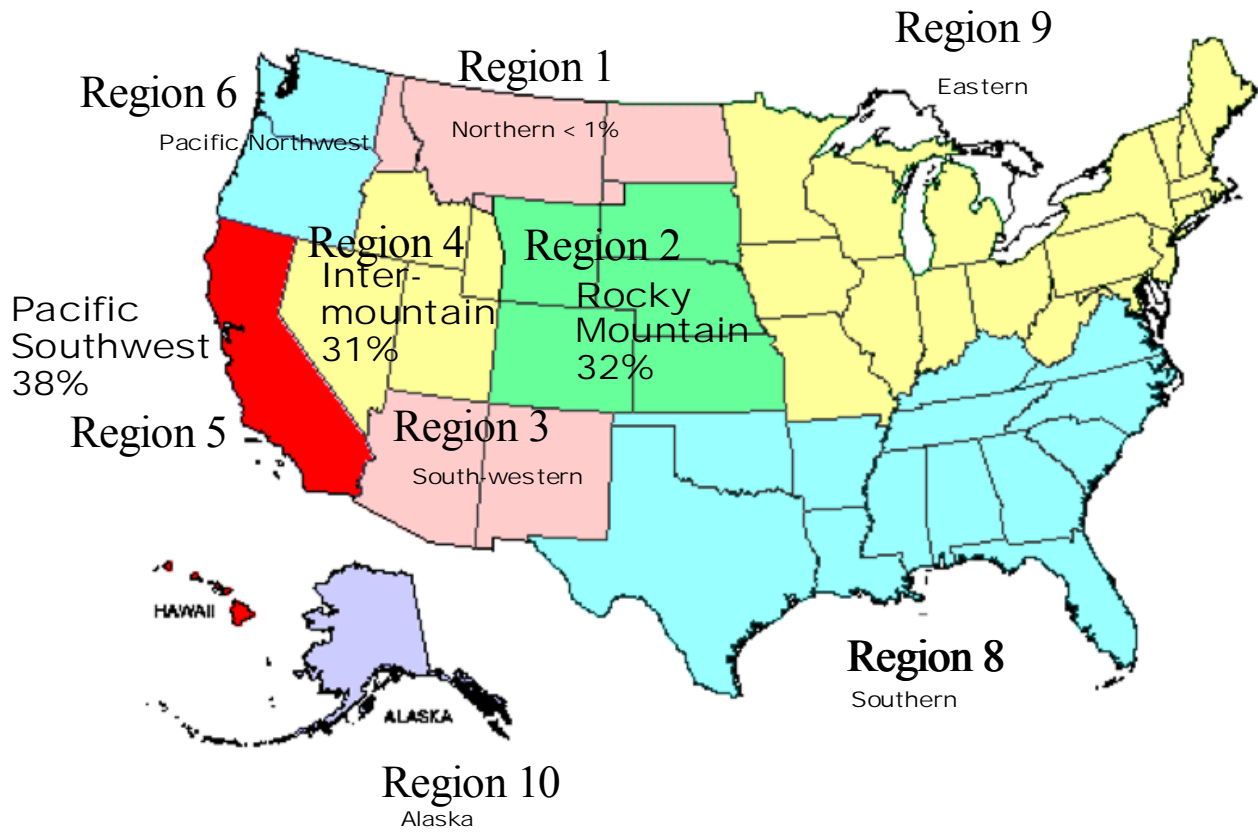 Region 9
Eastern
Region 1
Northern < 1%
Region 6
Pacific Northwest
Region 4
Inter-
mountain
31%
Region 2
Rocky
Mountain
32%
Pacific
Southwest
38%
Region 5
Region 3
South-western
HAWAII
ALASKA
Region 8
Southern
Region 10
Alaska